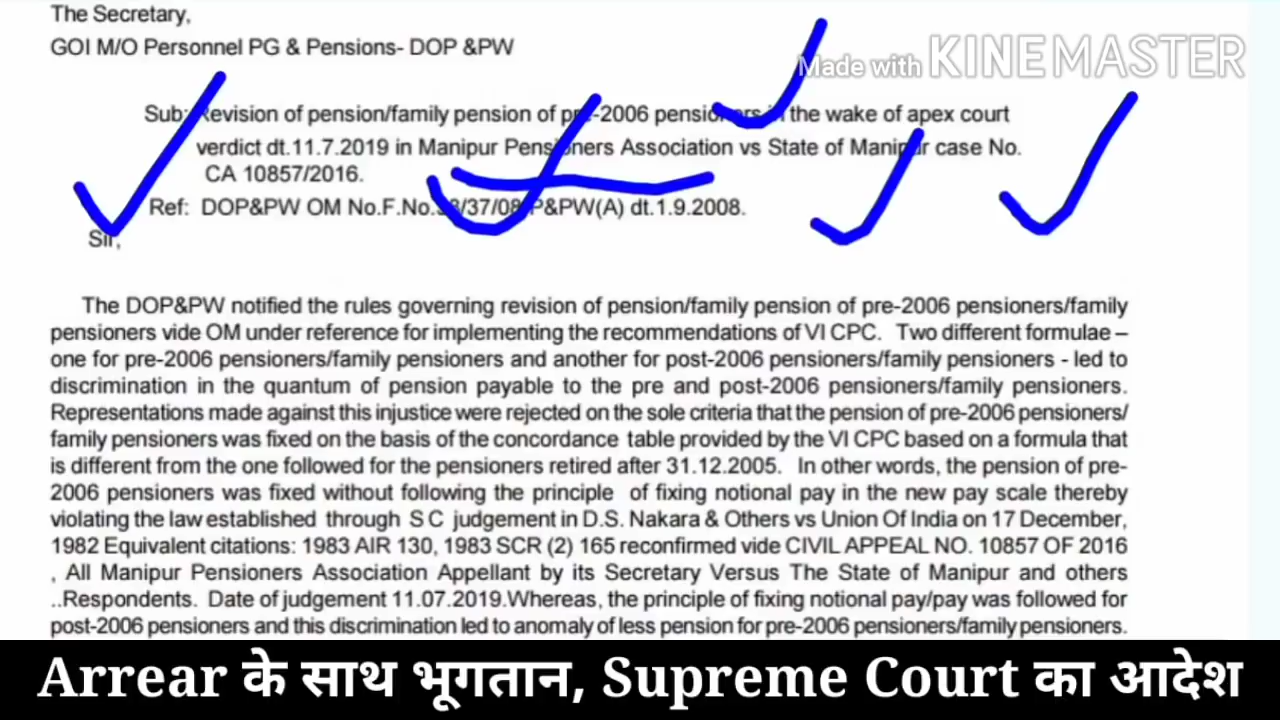 The Secretary,
GOI M/O Personnel PG & Pensions- DOP &PW
Made with KINEMASTER
Sub: Revision of pension/family pension of pre-2006 pensioners in the wake of apex court
verdict dt.11.7.2019 in Manipur Pensioners Association vs State of Manipur case No.
CA 10857/2016.
Ref: DOP&PW OM No.F.No. /37/08- P&PW(A) dt.1.9.2008.
Sir,
The DOP&PW notified the rules governing revision of pension/family pension of pre-2006 pensioners/family
pensioners vide OM under reference for implementing the recommendations of VI CPC. Two different formulae –
one for pre-2006 pensioners/family pensioners and another for post-2006 pensioners/family pensioners - led to
discrimination in the quantum of pension payable to the pre and post-2006 pensioners/family pensioners.
Representations made against this injustice were rejected on the sole criteria that the pension of pre-2006 pensioners/
family pensioners was fixed on the basis of the concordance table provided by the VI CPC based on a formula that
is different from the one followed for the pensioners retired after 31.12.2005. In other words, the pension of pre-
2006 pensioners was fixed without following the principle of fixing notional pay in the new pay scale thereby
violating the law established through S C judgement in D.S. Nakara & Others vs Union Of India on 17 December,
1982 Equivalent citations: 1983 AIR 130, 1983 SCR (2) 165 reconfirmed vide CIVIL APPEAL NO. 10857 OF 2016
, All Manipur Pensioners Association Appellant by its Secretary Versus The State of Manipur and others
..Respondents. Date of judgement 11.07.2019.Whereas, the principle of fixing notional pay/pay was followed for
post-2006 pensioners and this discrimination led to anomaly of less pension for pre-2006 pensioners/family pensioners.
Arrear के साथ भूगतान, Supreme Court का आदेश